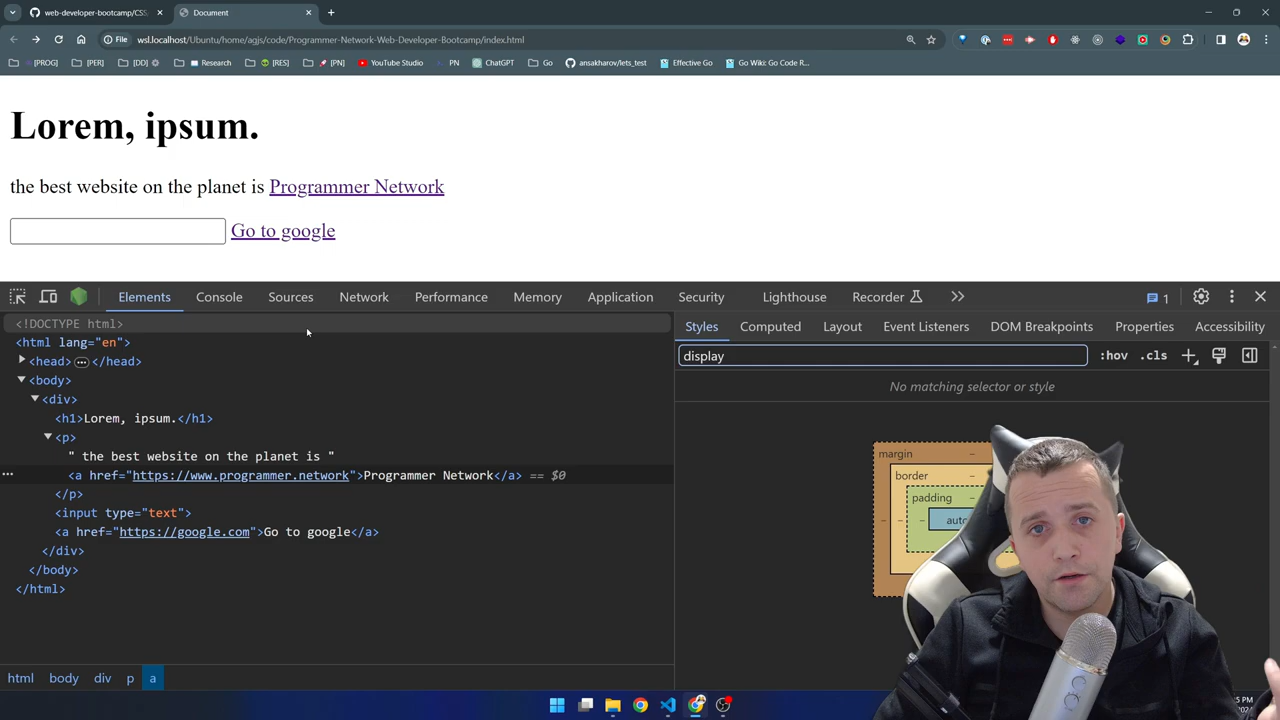 web-developer-bootcamp/CSS
Document
File wsl.localhost/Ubuntu/home/agjs/code/Programmer-Network-Web-Developer-Bootcamp/index.html
[PROG] [PER] [DD] Research [RES] [PN] YouTube Studio PN ChatGPT Go ansakharov/lets_test Effective Go Go Wiki: Go Code R...
Lorem, ipsum.
the best website on the planet is Programmer Network
Go to google
Elements Console Sources Network Performance Memory Application Security Lighthouse Recorder 1
<!DOCTYPE html>
<html lang="en">
<head> </head>
<body>
<div>
<h1>Lorem, ipsum.</h1>
<p>
" the best website on the planet is "
<a href="https://www.programmer.network">Programmer Network</a> == $0
</p>
<input type="text">
<a href="https://google.com">Go to google</a>
</div>
</body>
</html>
html body div p a
Styles Computed Layout Event Listeners DOM Breakpoints Properties Accessibility
display :hov .cls
No matching selector or style
margin -
border -
padding -